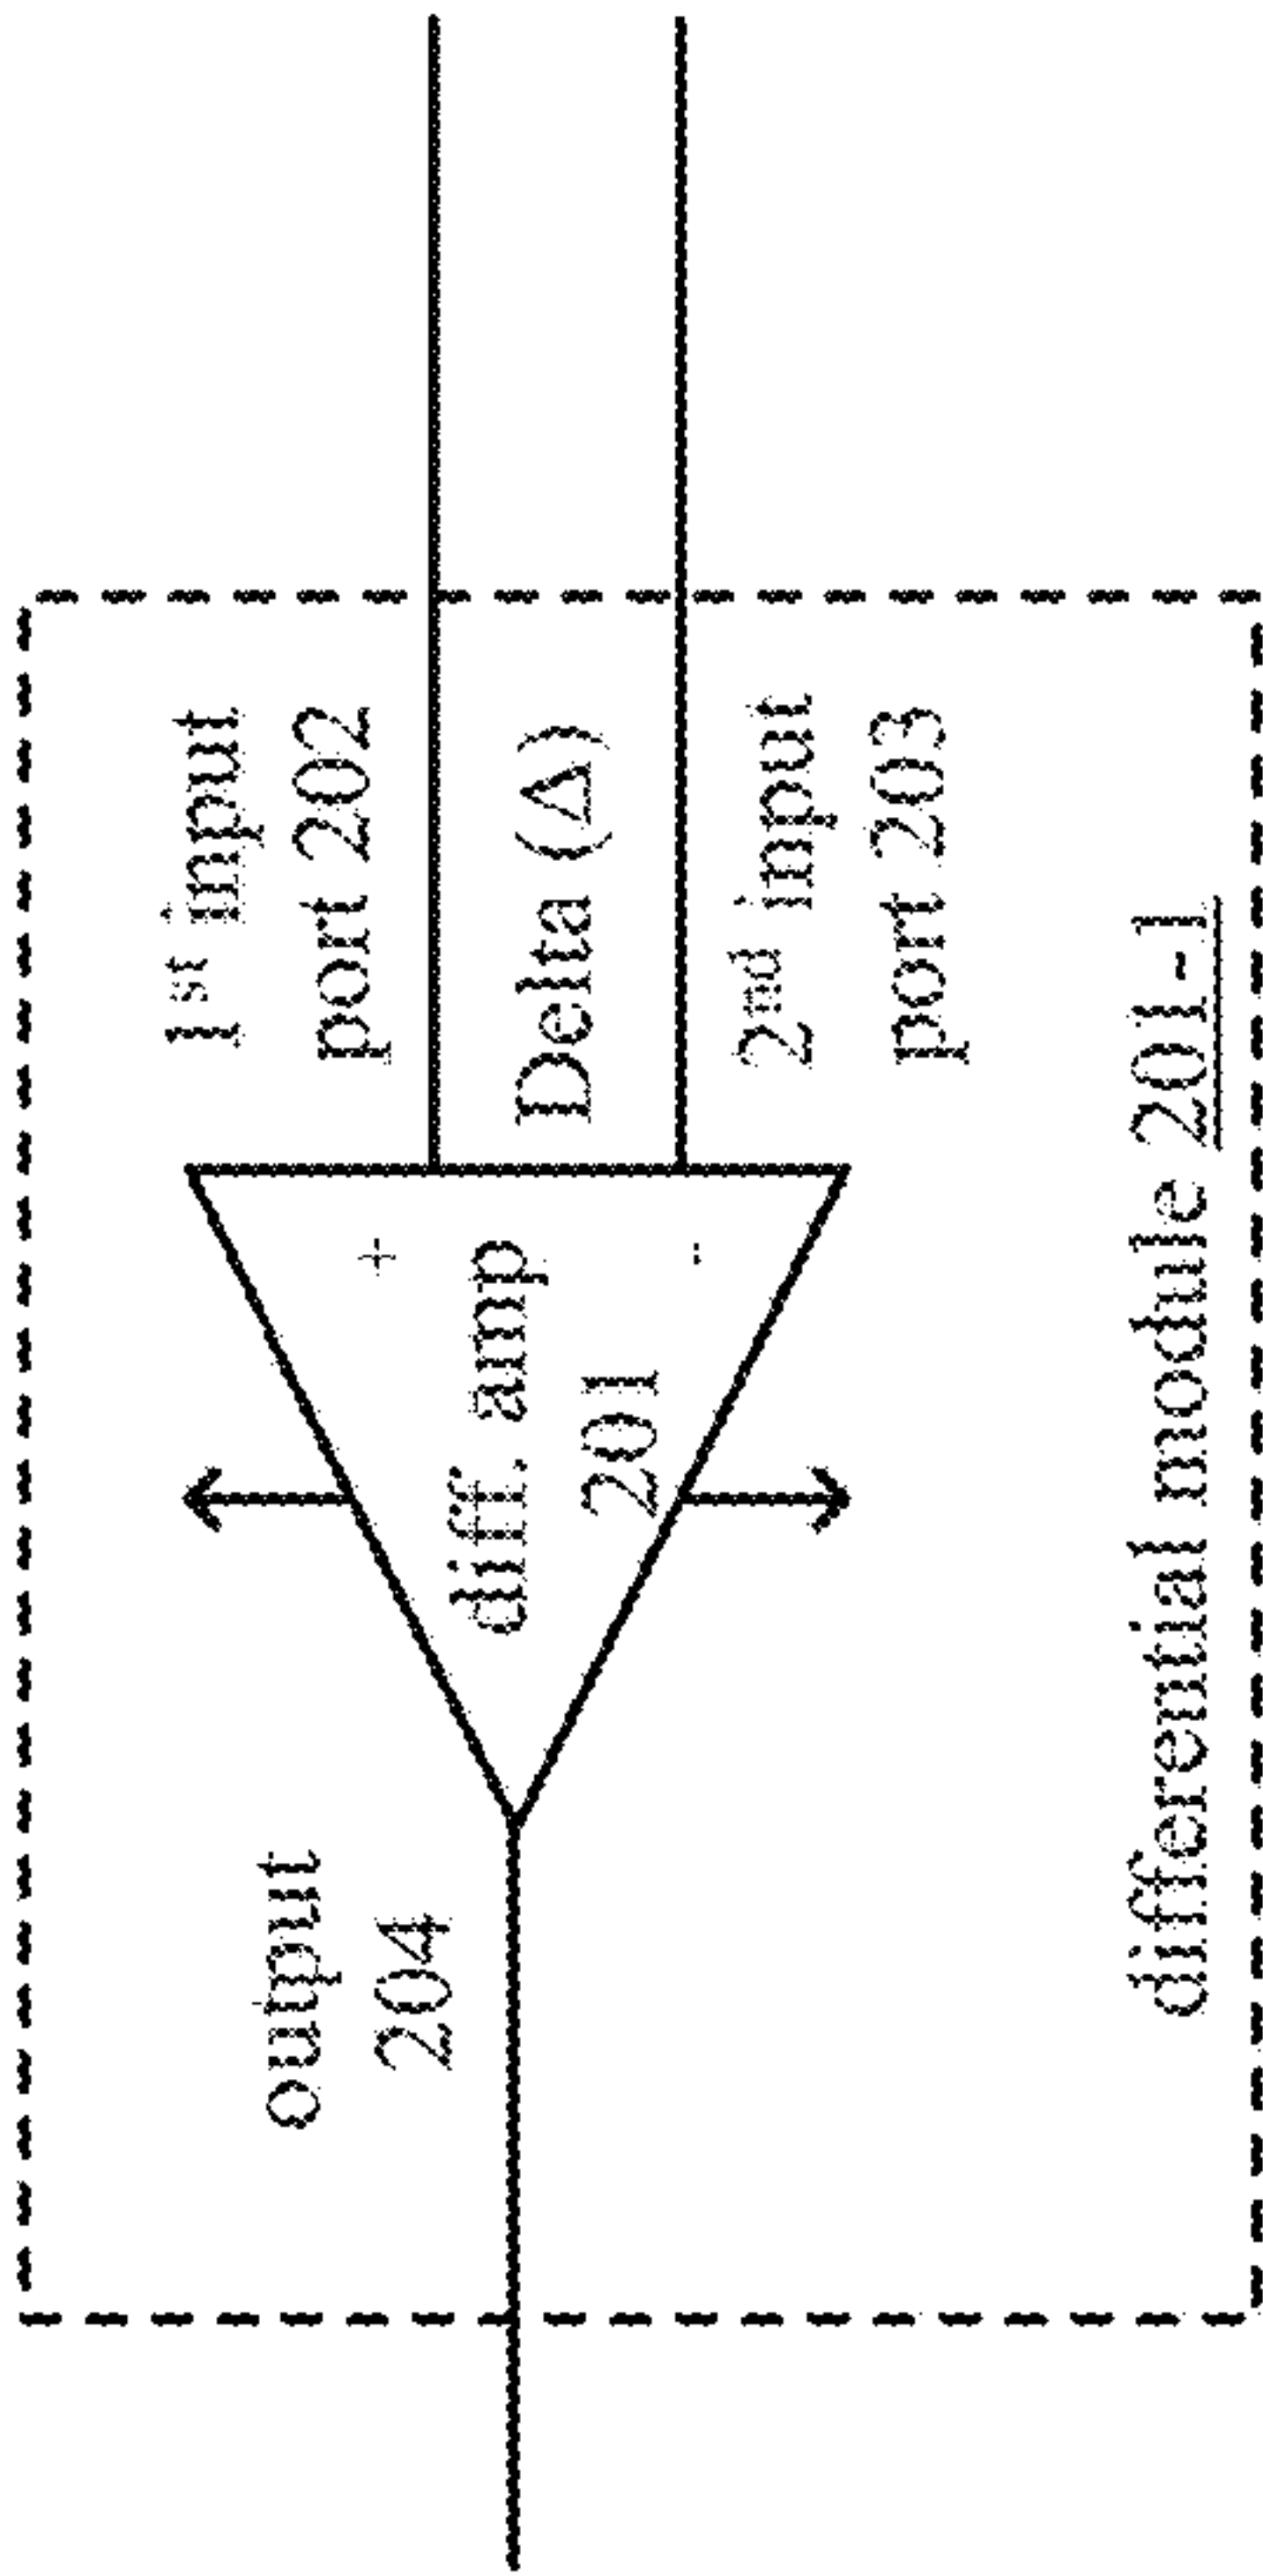 1st input
port 202
Delta (Δ)
2nd input
port 203
+
-
diff. amp
201
output
204
differential module 201-1